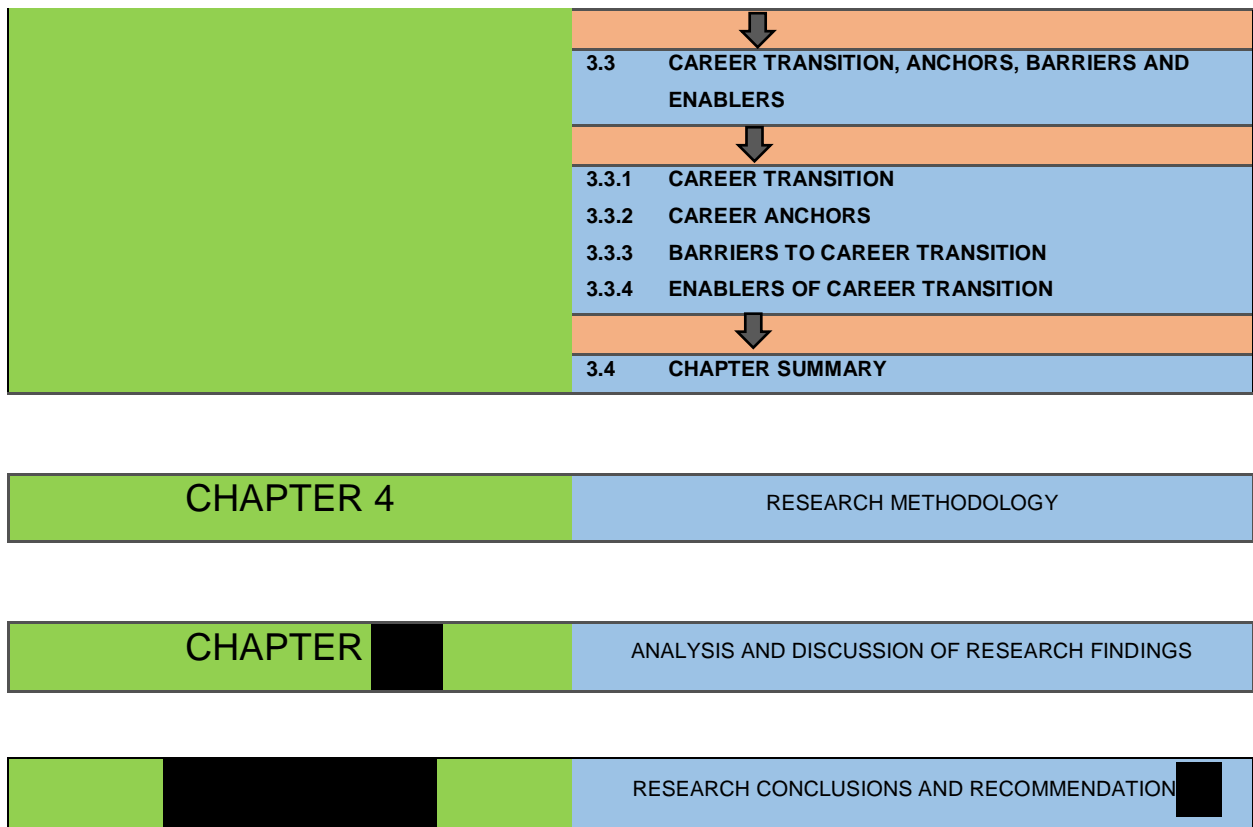 3.3 CAREER TRANSITION, ANCHORS, BARRIERS AND
ENABLERS
3.3.1 CAREER TRANSITION
3.3.2 CAREER ANCHORS
3.3.3 BARRIERS TO CAREER TRANSITION
3.3.4 ENABLERS OF CAREER TRANSITION
3.4 CHAPTER SUMMARY
CHAPTER 4 RESEARCH METHODOLOGY
CHAPTER ANALYSIS AND DISCUSSION OF RESEARCH FINDINGS
RESEARCH CONCLUSIONS AND